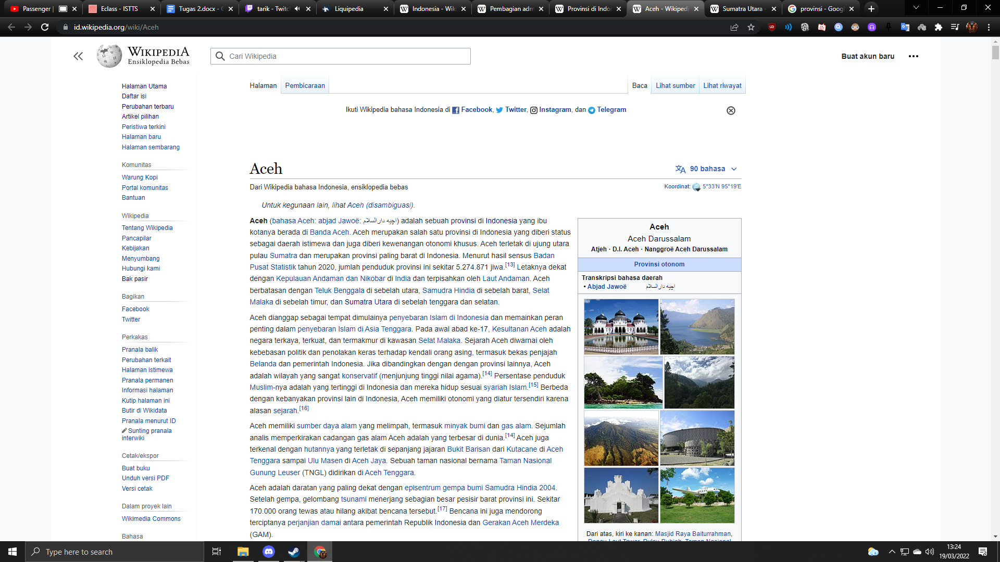 Passenger |
Eclass - ISTTS
Tugas 2.docx - G
tarik - Twitch
Liquipedia
Indonesia - Wiki
Pembagian adm
Provinsi di Indo
Aceh - Wikipedi
Sumatra Utara -
provinsi - Goog
id.wikipedia.org/wiki/Aceh
WIKIPEDIA
Ensiklopedia Bebas
Cari Wikipedia
Buat akun baru
Halaman Utama
Daftar isi
Perubahan terbaru
Artikel pilihan
Peristiwa terkini
Halaman baru
Halaman sembarang
Komunitas
Warung Kopi
Portal komunitas
Bantuan
Wikipedia
Tentang Wikipedia
Pancapilar
Kebijakan
Menyumbang
Hubungi kami
Bak pasir
Bagikan
Facebook
Twitter
Perkakas
Pranala balik
Perubahan terkait
Halaman istimewa
Pranala permanen
Informasi halaman
Kutip halaman ini
Butir di Wikidata
Pranala menurut ID
Sunting pranala
interwiki
Cetak/ekspor
Buat buku
Unduh versi PDF
Versi cetak
Dalam proyek lain
Wikimedia Commons
Bahasa
Halaman
Pembicaraan
Baca
Lihat sumber
Lihat riwayat
Ikuti Wikipedia bahasa Indonesia di Facebook, Twitter, Instagram, dan Telegram
Aceh
90 bahasa
Dari Wikipedia bahasa Indonesia, ensiklopedia bebas
Koordinat: 5°33′N 95°19′E
Untuk kegunaan lain, lihat Aceh (disambiguasi).
Aceh (bahasa Aceh: abjad Jawoë: اچيه دارالسلام) adalah sebuah provinsi di Indonesia yang ibu
kotanya berada di Banda Aceh. Aceh merupakan salah satu provinsi di Indonesia yang diberi status
sebagai daerah istimewa dan juga diberi kewenangan otonomi khusus. Aceh terletak di ujung utara
pulau Sumatra dan merupakan provinsi paling barat di Indonesia. Menurut hasil sensus Badan
Pusat Statistik tahun 2020, jumlah penduduk provinsi ini sekitar 5.274.871 jiwa.[13] Letaknya dekat
dengan Kepulauan Andaman dan Nikobar di India dan terpisahkan oleh Laut Andaman. Aceh
berbatasan dengan Teluk Benggala di sebelah utara, Samudra Hindia di sebelah barat, Selat
Malaka di sebelah timur, dan Sumatra Utara di sebelah tenggara dan selatan.
Aceh dianggap sebagai tempat dimulainya penyebaran Islam di Indonesia dan memainkan peran
penting dalam penyebaran Islam di Asia Tenggara. Pada awal abad ke-17, Kesultanan Aceh adalah
negara terkaya, terkuat, dan termakmur di kawasan Selat Malaka. Sejarah Aceh diwarnai oleh
kebebasan politik dan penolakan keras terhadap kendali orang asing, termasuk bekas penjajah
Belanda dan pemerintah Indonesia. Jika dibandingkan dengan dengan provinsi lainnya, Aceh
adalah wilayah yang sangat konservatif (menjunjung tinggi nilai agama).[14] Persentase penduduk
Muslim-nya adalah yang tertinggi di Indonesia dan mereka hidup sesuai syariah Islam.[15] Berbeda
dengan kebanyakan provinsi lain di Indonesia, Aceh memiliki otonomi yang diatur tersendiri karena
alasan sejarah.[16]
Aceh memiliki sumber daya alam yang melimpah, termasuk minyak bumi dan gas alam. Sejumlah
analis memperkirakan cadangan gas alam Aceh adalah yang terbesar di dunia.[14] Aceh juga
terkenal dengan hutannya yang terletak di sepanjang jajaran Bukit Barisan dari Kutacane di Aceh
Tenggara sampai Ulu Masen di Aceh Jaya. Sebuah taman nasional bernama Taman Nasional
Gunung Leuser (TNGL) didirikan di Aceh Tenggara.
Aceh adalah daratan yang paling dekat dengan episentrum gempa bumi Samudra Hindia 2004.
Setelah gempa, gelombang tsunami menerjang sebagian besar pesisir barat provinsi ini. Sekitar
170.000 orang tewas atau hilang akibat bencana tersebut.[17] Bencana ini juga mendorong
terciptanya perjanjian damai antara pemerintah Republik Indonesia dan Gerakan Aceh Merdeka
(GAM).
Aceh
Aceh Darussalam
Atjeh · D.I. Aceh · Nanggroë Aceh Darussalam
Provinsi otonom
Transkripsi bahasa daerah
• Abjad Jawoë اچيه دارالسلام
Dari atas, kiri ke kanan: Masjid Raya Baiturrahman,
Danau Laut Tawar, Pulau Rubiah, Taman Nasional
Type here to search
13:24
19/03/2022